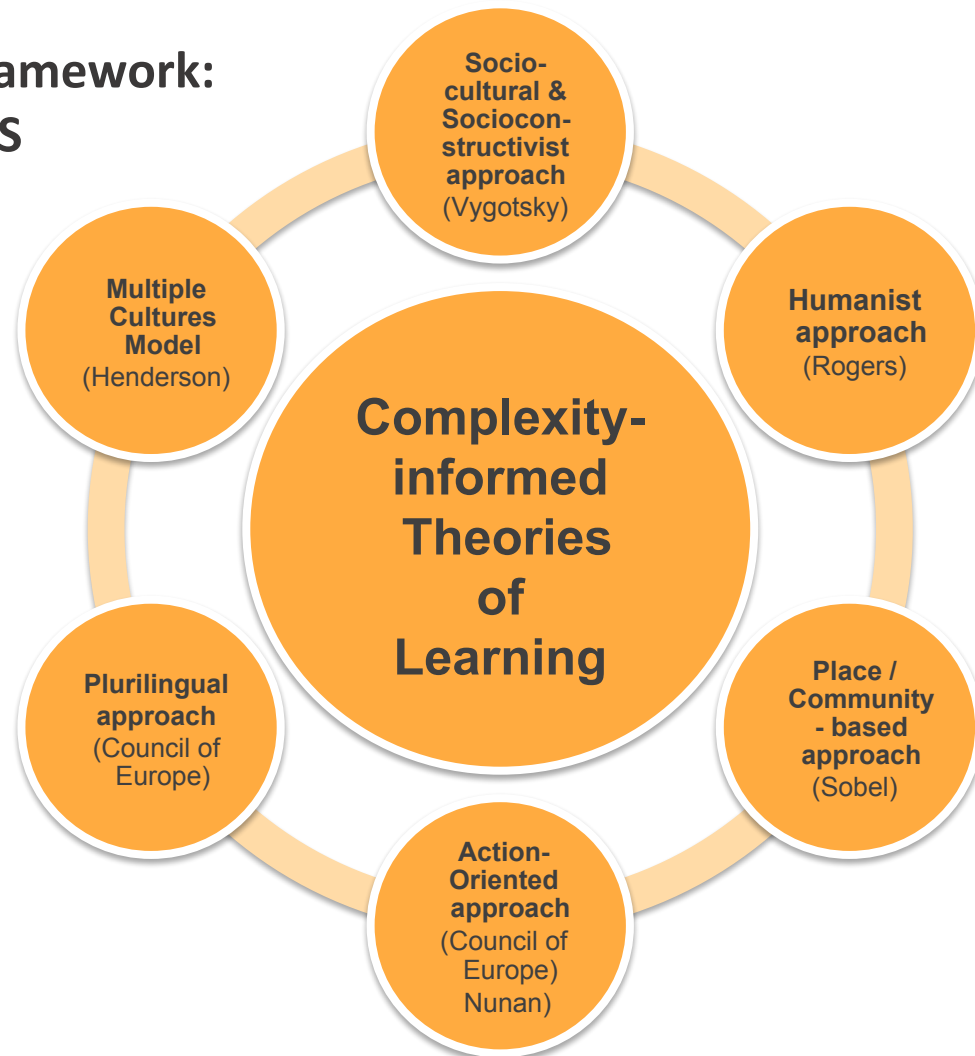 amework:
S
Socio-
cultural &
Sociocon-
structivist
approach
(Vygotsky)
Humanist
approach
(Rogers)
Place /
Community
- based
approach
(Sobel)
Action-
Oriented
approach
(Council of
Europe)
Nunan)
Plurilingual
approach
(Council of
Europe)
Multiple
Cultures
Model
(Henderson)
Complexity-
informed
Theories
of
Learning